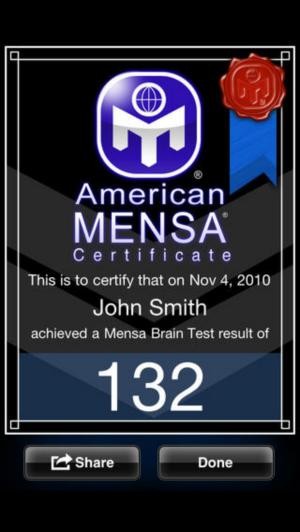 American
MENSA®
Certificate
This is to certify that on Nov 4, 2010
John Smith
achieved a Mensa Brain Test result of
132
Share
Done